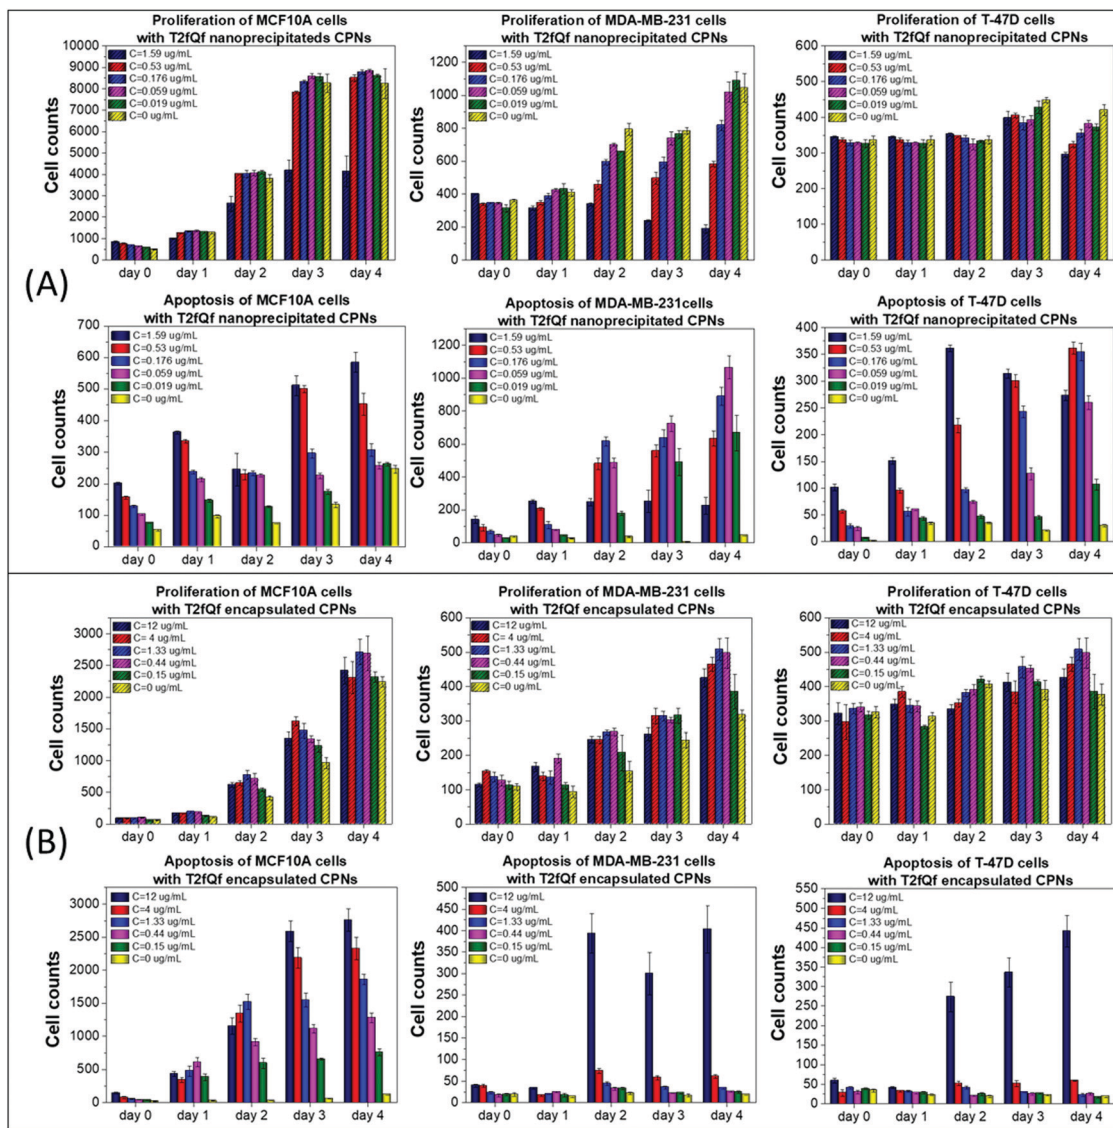 (A)
Proliferation of MCF10A cells
with T2fQf nanoprecipitateds CPNs
Cell counts
10000
9000
8000
7000
6000
5000
4000
3000
2000
1000
0
C=1.59 ug/mL
C=0.53 ug/mL
C=0.176 ug/mL
C=0.059 ug/mL
C=0.019 ug/mL
C=0 ug/mL
day 0 day 1 day 2 day 3 day 4
Proliferation of MDA-MB-231 cells
with T2fQf nanoprecipitated CPNs
Cell counts
1200
1000
800
600
400
200
0
C=1.59 ug/mL
C=0.53 ug/mL
C=0.176 ug/mL
C=0.059 ug/mL
C=0.019 ug/mL
C=0 ug/mL
day 0 day 1 day 2 day 3 day 4
Proliferation of T-47D cells
with T2fQf nanoprecipitated CPNs
Cell counts
600
500
400
300
200
100
0
C=1.59 ug/mL
C=0.53 ug/mL
C=0.176 ug/mL
C=0.059 ug/mL
C=0.019 ug/mL
C=0 ug/mL
day 0 day 1 day 2 day 3 day 4
Apoptosis of MCF10A cells
with T2fQf nanoprecipitated CPNs
Cell counts
700
600
500
400
300
200
100
0
C=1.59 ug/mL
C=0.53 ug/mL
C=0.176 ug/mL
C=0.059 ug/mL
C=0.019 ug/mL
C=0 ug/mL
day 0 day 1 day 2 day 3 day 4
Apoptosis of MDA-MB-231cells
with T2fQf nanoprecipitated CPNs
Cell counts
1200
1000
800
600
400
200
0
C=1.59 ug/mL
C=0.53 ug/mL
C=0.176 ug/mL
C=0.059 ug/mL
C=0.019 ug/mL
C=0 ug/mL
day 0 day 1 day 2 day 3 day 4
Apoptosis of T-47D cells
with T2fQf nanoprecipitated CPNs
Cell counts
400
350
300
250
200
150
100
50
0
C=1.59 ug/mL
C=0.53 ug/mL
C=0.176 ug/mL
C=0.059 ug/mL
C=0.019 ug/mL
C=0 ug/mL
day 0 day 1 day 2 day 3 day 4
(B)
Proliferation of MCF10A cells
with T2fQf encapsulated CPNs
Cell counts
3000
2500
2000
1500
1000
500
0
C=12 ug/mL
C= 4 ug/mL
C=1.33 ug/mL
C=0.44 ug/mL
C=0.15 ug/mL
C=0 ug/mL
day 0 day 1 day 2 day 3 day 4
Proliferation of MDA-MB-231 cells
with T2fQf encapsulated CPNs
Cell counts
600
500
400
300
200
100
0
C=12 ug/mL
C= 4 ug/mL
C=1.33 ug/mL
C=0.44 ug/mL
C=0.15 ug/mL
C=0 ug/mL
day 0 day 1 day 2 day 3 day 4
Proliferation of T-47D cells
with T2fQf encapsulated CPNs
Cell counts
600
500
400
300
200
100
0
C=12 ug/mL
C= 4 ug/mL
C=1.33 ug/mL
C=0.44 ug/mL
C=0.15 ug/mL
C=0 ug/mL
day 0 day 1 day 2 day 3 day 4
Apoptosis of MCF10A cells
with T2fQf encapsulated CPNs
Cell counts
3000
2500
2000
1500
1000
500
0
C=12 ug/mL
C=4 ug/mL
C=1.33 ug/mL
C=0.44 ug/mL
C=0.15 ug/mL
C=0 ug/mL
day 0 day 1 day 2 day 3 day 4
Apoptosis of MDA-MB-231 cells
with T2fQf encapsulated CPNs
Cell counts
500
450
400
350
300
250
200
150
100
50
0
C=12 ug/mL
C=4 ug/mL
C=1.33 ug/mL
C=0.44 ug/mL
C=0.15 ug/mL
C=0 ug/mL
day 0 day 1 day 2 day 3 day 4
Apoptosis of T-47D cells
with T2fQf encapsulated CPNs
Cell counts
550
500
450
400
350
300
250
200
150
100
50
0
C=12 ug/mL
C=4 ug/mL
C=1.33 ug/mL
C=0.44 ug/mL
C=0.15 ug/mL
C=0 ug/mL
day 0 day 1 day 2 day 3 day 4